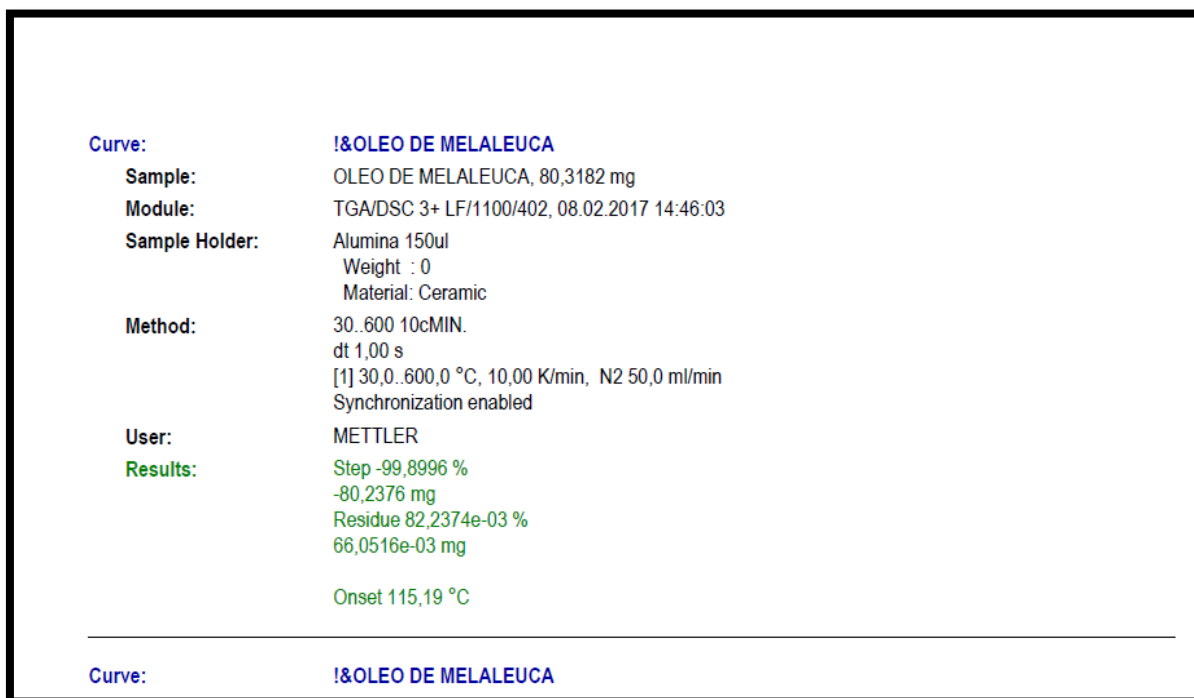 Curve: !&OLEO DE MELALEUCA
Sample: OLEO DE MELALEUCA, 80,3182 mg
Module: TGA/DSC 3+ LF/1100/402, 08.02.2017 14:46:03
Sample Holder: Alumina 150ul
Weight : 0
Material: Ceramic
Method: 30..600 10cMIN.
dt 1,00 s
[1] 30,0..600,0 °C, 10,00 K/min, N2 50,0 ml/min
Synchronization enabled
User: METTLER
Results: Step -99,8996 %
-80,2376 mg
Residue 82,2374e-03 %
66,0516e-03 mg
Onset 115,19 °C
Curve: !&OLEO DE MELALEUCA